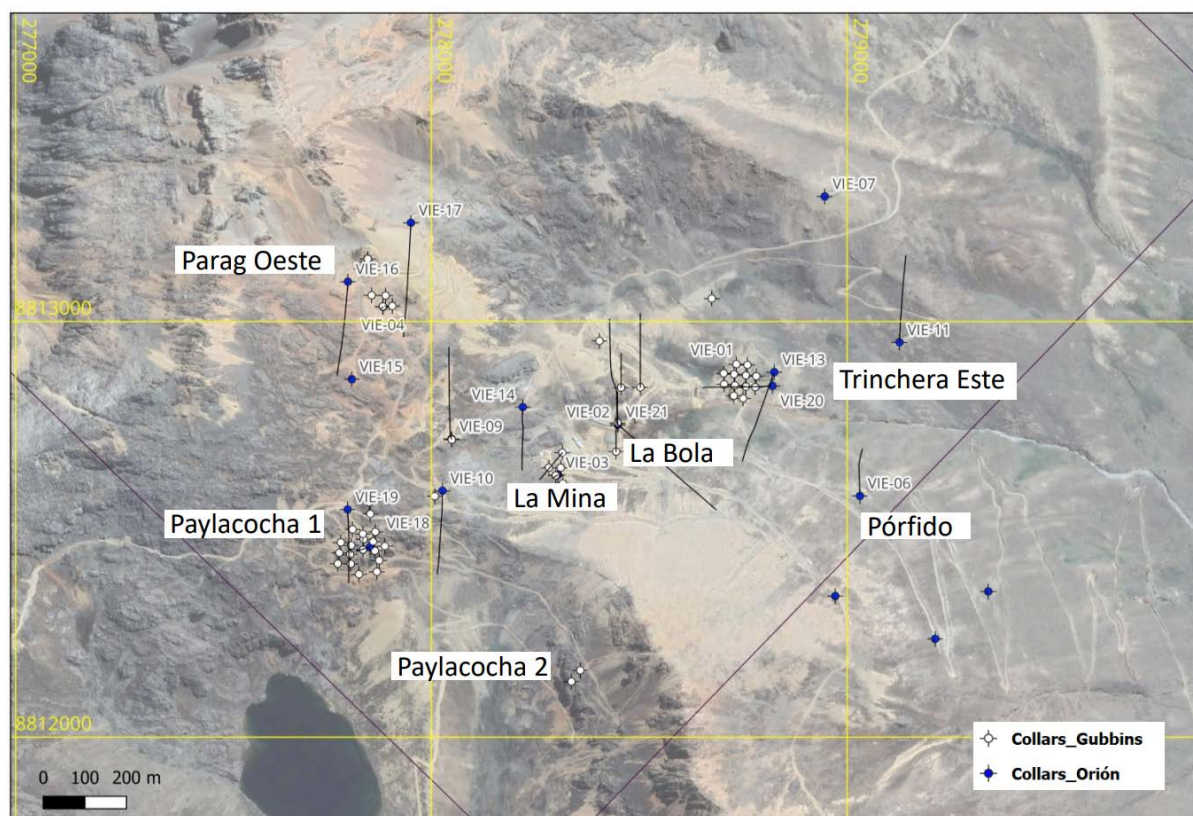 277000
278000
279000
VIE-07
VIE-17
Parag Oeste
VIE-16
8813000
VIE-04
VIE-11
VIE-01
VIE-13
Trinchera Este
VIE-15
VIE-20
VIE-14
VIE-02
VIE-21
VIE-09
La Bola
VIE-03
VIE-10
La Mina
VIE-06
VIE-19
Paylacocha 1
VIE-18
Pórfido
Paylacocha 2
8812000
Collars_Gubbins
Collars_Orión
0 100 200 m